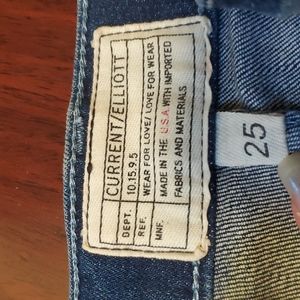 CURRENT/ELLIOTT
DEPT. 10.15.9.5
REF. WEAR FOR LOVE/ LOVE FOR WEAR
MNF. MADE IN THE U.S.A. WITH IMPORTED
FABRICS AND MATERIALS
25